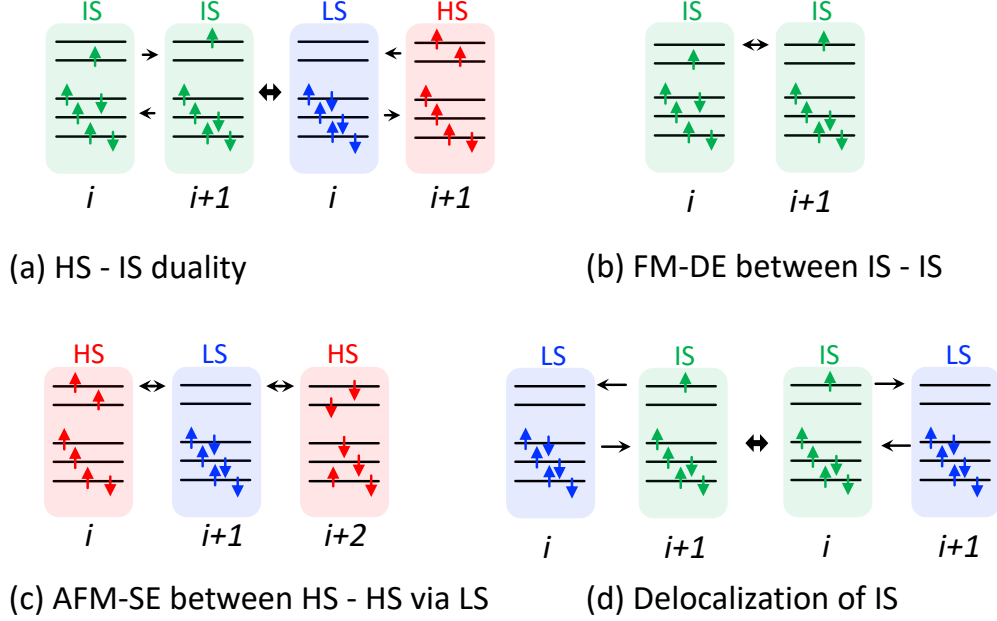 IS IS LS HS
i i+1 i i+1
(a) HS - IS duality
IS IS
i i+1
(b) FM-DE between IS - IS
HS LS HS
i i+1 i+2
(c) AFM-SE between HS - HS via LS
LS IS IS LS
i i+1 i i+1
(d) Delocalization of IS